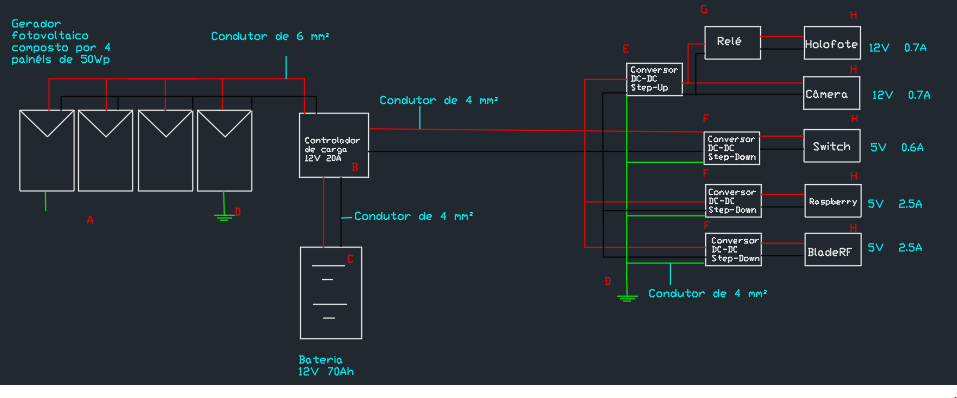 Gerador
fotovoltaico
composto por 4
painéis de 50Wp
Condutor de 6 mm²
Condutor de 4 mm²
Controlador
de carga
12V 20A
B
A
D
Condutor de 4 mm²
C
Bateria
12V 70Ah
G
H
Relé
Holofote
12V 0.7A
E
Conversor
DC-DC
Step-Up
H
Câmera
12V 0.7A
F
H
Conversor
DC-DC
Step-Down
Switch
5V 0.6A
F
H
Conversor
DC-DC
Step-Down
Raspberry
5V 2.5A
F
H
Conversor
DC-DC
Step-Down
BladeRF
5V 2.5A
D
Condutor de 4 mm²